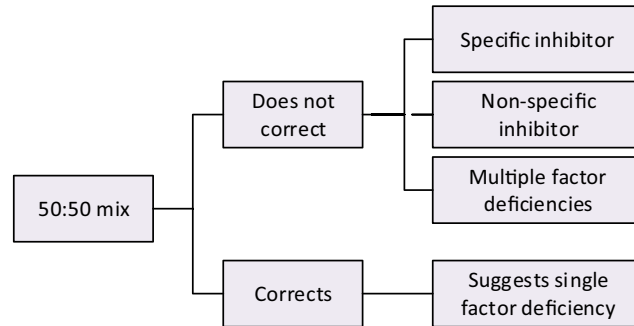 50:50 mix
Does not
correct
Specific inhibitor
Non-specific
inhibitor
Multiple factor
deficiencies
Corrects
Suggests single
factor deficiency